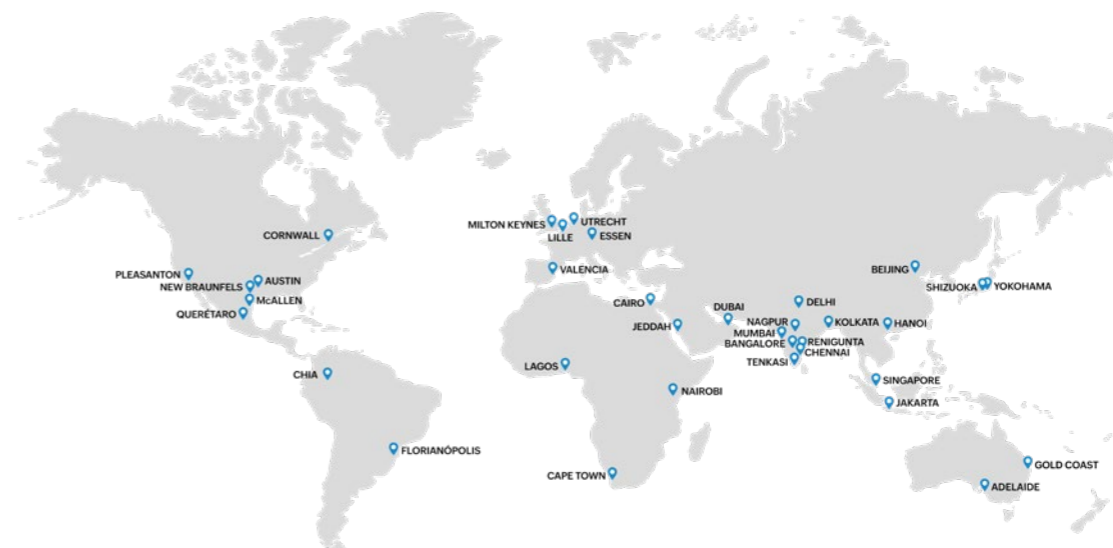 MILTON KEYNES
UTRECHT
LILLE
ESSEN
CORNWALL
VALENCIA
PLEASANTON
AUSTIN
NEW BRAUNFELS
McALLEN
QUERÉTARO
BEIJING
SHIZUOKA
YOKOHAMA
CAIRO
DUBAI
DELHI
JEDDAH
NAGPUR
KOLKATA
HANOI
MUMBAI
BANGALORE
RENIGUNTA
CHENNAI
TENKASI
LAGOS
CHIA
NAIROBI
SINGAPORE
JAKARTA
FLORIANÓPOLIS
CAPE TOWN
GOLD COAST
ADELAIDE